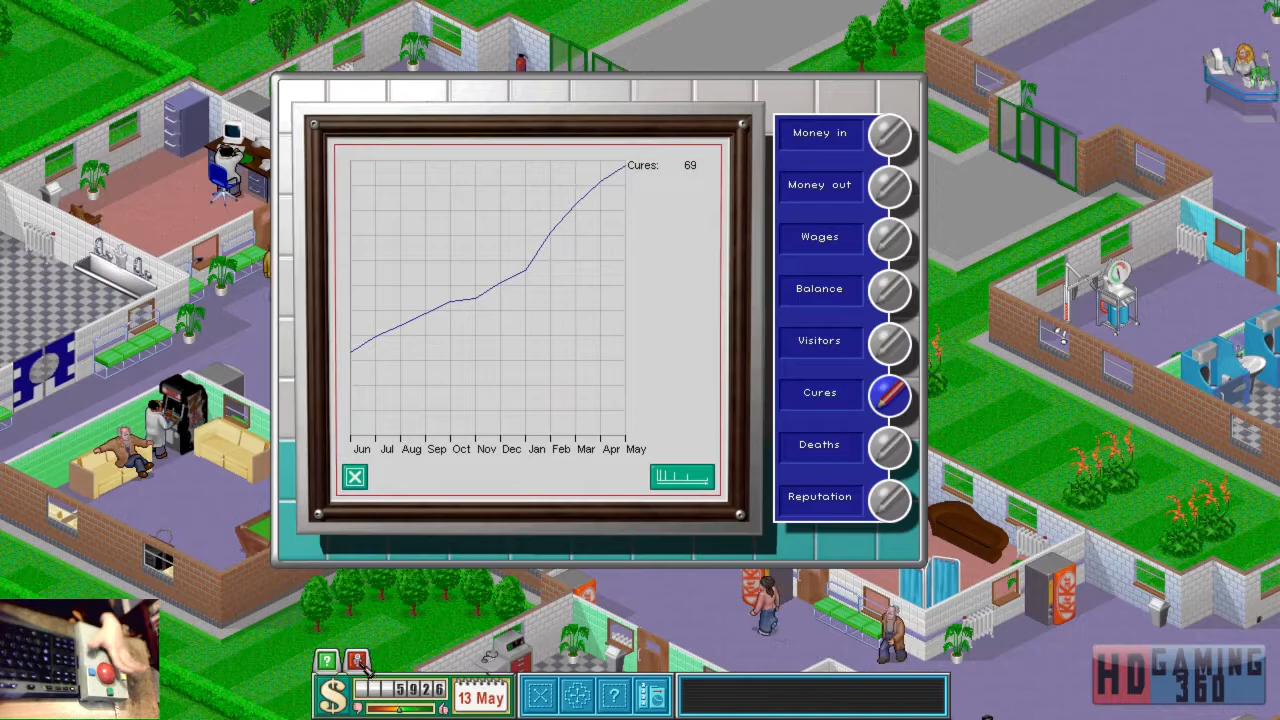 Money in
Cures: 69
Money out
Wages
Balance
Visitors
Cures
Deaths
Reputation
Jun Jul Aug Sep Oct Nov Dec Jan Feb Mar Apr May
?
$ 5926
13 May
?
HD GAMING
360